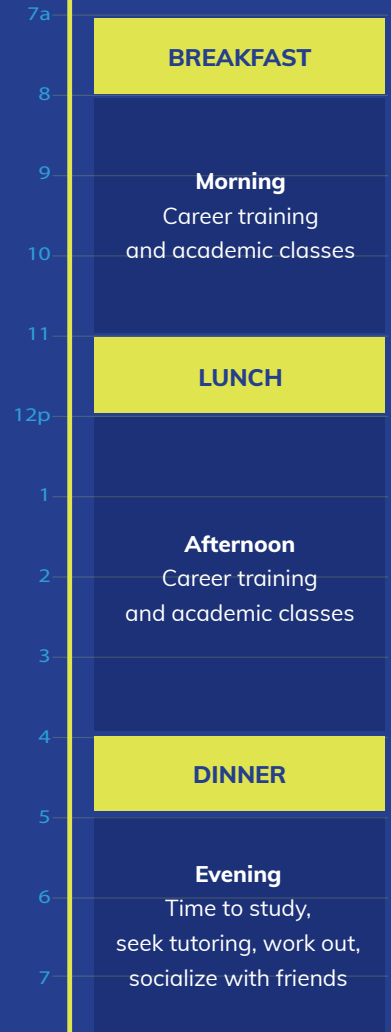 7a
BREAKFAST
8
9
Morning
Career training
10
and academic classes
11
LUNCH
12p
1
Afternoon
2
Career training
and academic classes
3
4
DINNER
5
Evening
6
Time to study,
seek tutoring, work out,
7
socialize with friends